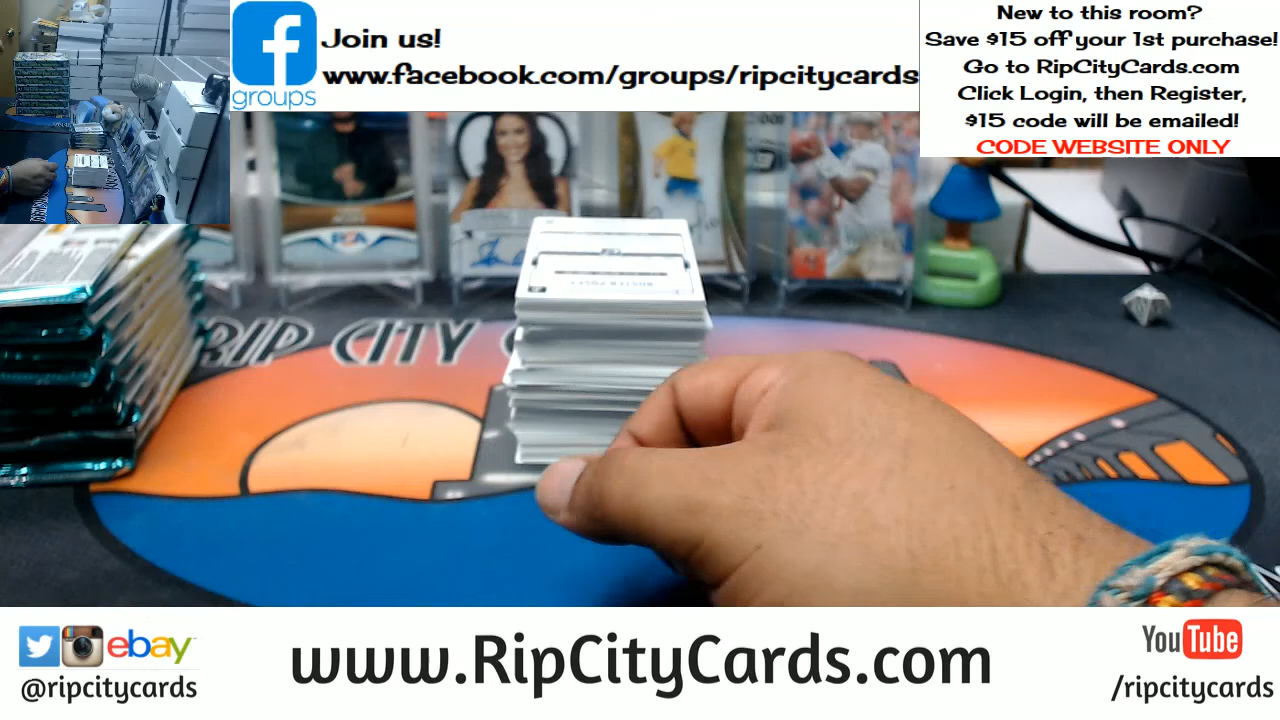 Join us!
www.facebook.com/groups/ripcitycards
groups
New to this room?
Save $15 off your 1st purchase!
Go to RipCityCards.com
Click Login, then Register,
$15 code will be emailed!
CODE WEBSITE ONLY
RIP CITY
ebay
@ripcitycards
www.RipCityCards.com
YouTube
/ripcitycards